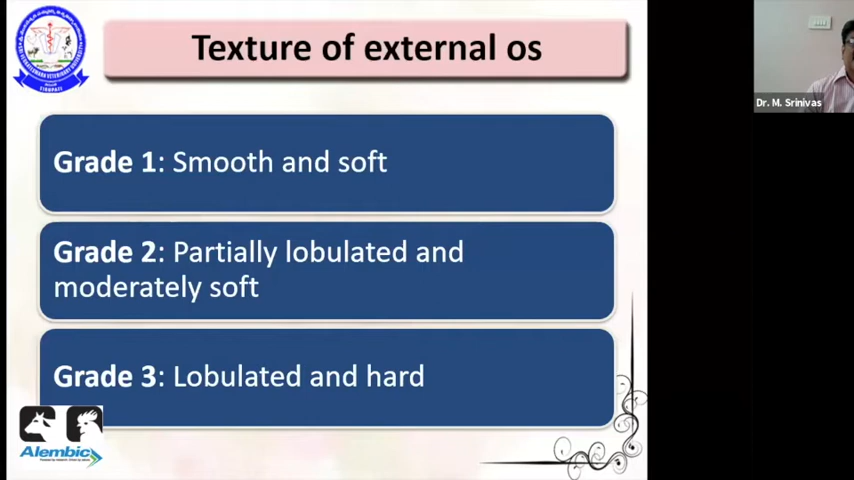 Texture of external os
Grade 1: Smooth and soft
Grade 2: Partially lobulated and
moderately soft
Grade 3: Lobulated and hard
Alembic
TIRUPATI
Dr. M. Srinivas